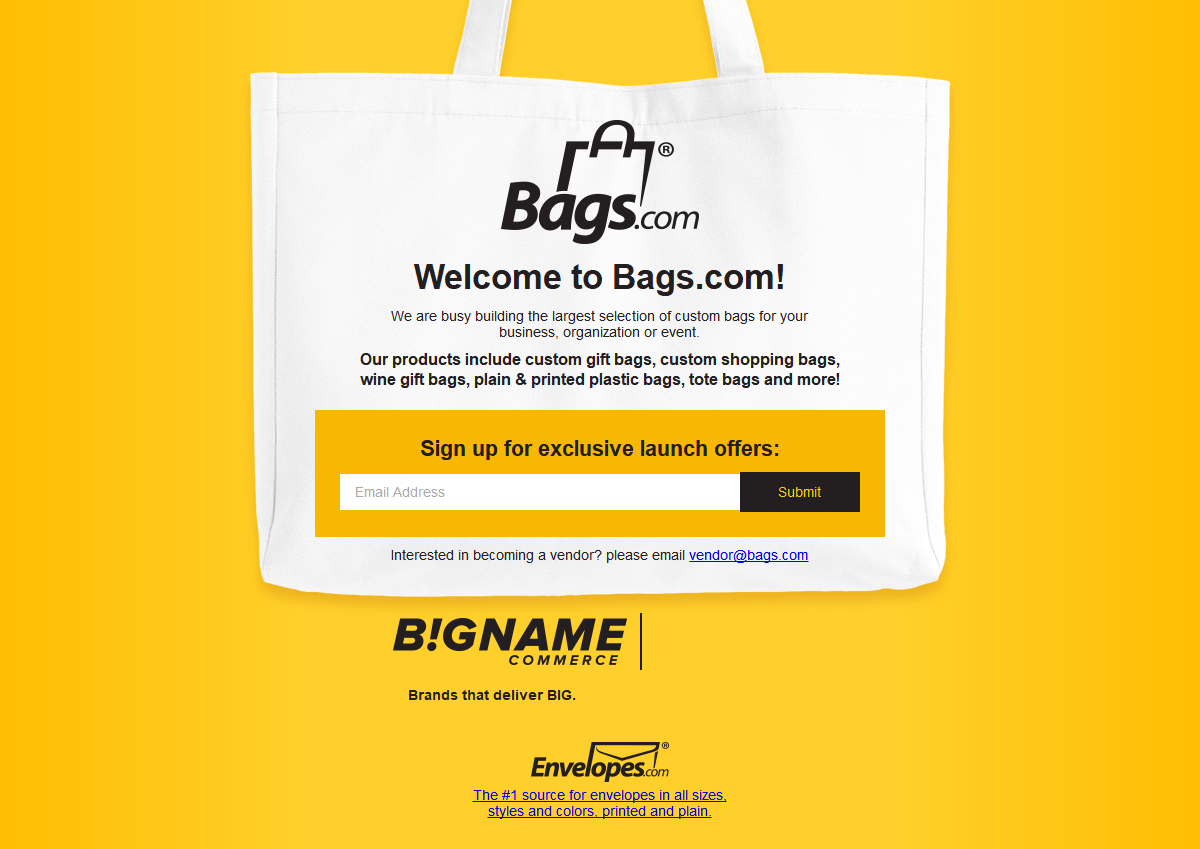 Bags.com®
Welcome to Bags.com!
We are busy building the largest selection of custom bags for your
business, organization or event.
Our products include custom gift bags, custom shopping bags,
wine gift bags, plain & printed plastic bags, tote bags and more!
Sign up for exclusive launch offers:
Email Address
Submit
Interested in becoming a vendor? please email vendor@bags.com
B!GNAME
COMMERCE
Brands that deliver BIG.
Envelopes.com®
The #1 source for envelopes in all sizes,
styles and colors, printed and plain.